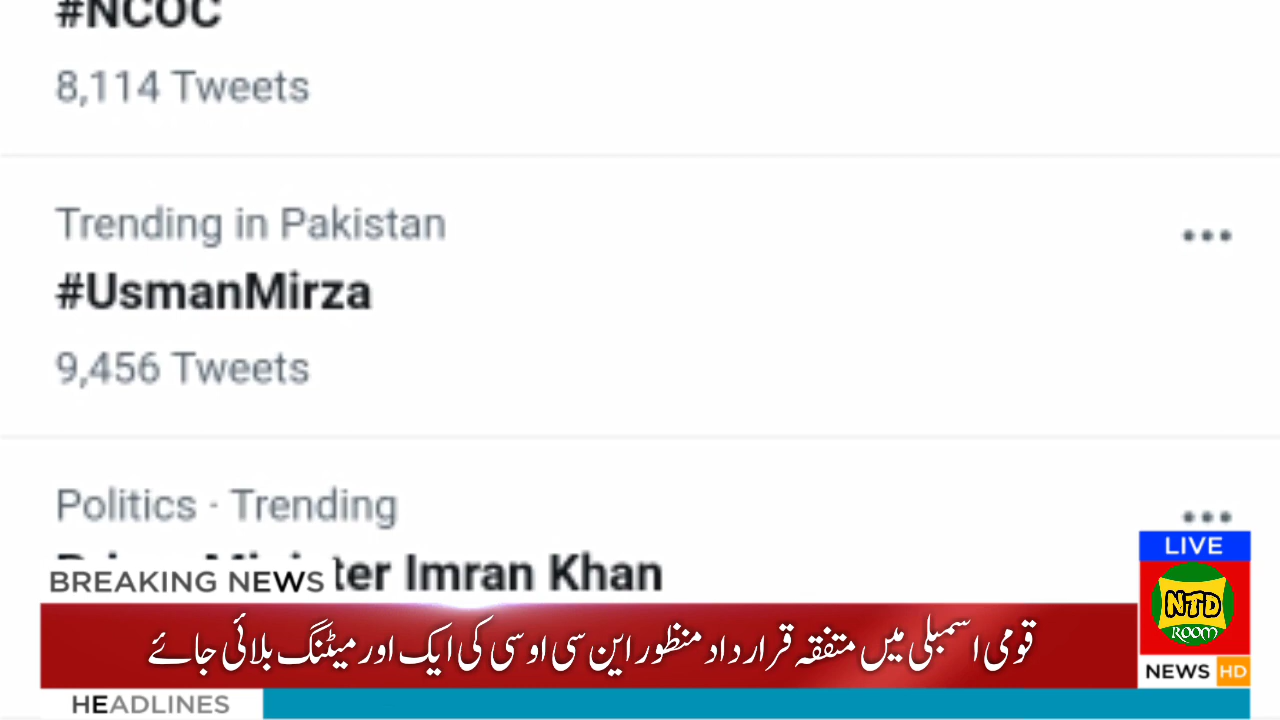 #NCOC
8,114 Tweets
Trending in Pakistan
#UsmanMirza
9,456 Tweets
Politics · Trending
Prime Minister Imran Khan
LIVE
BREAKING NEWS
NTD
ROOM
قومی اسمبلی میں متفقہ قرارداد منظور این سی او سی کی ایک اور میٹنگ بلائی جائے
NEWS HD
HEADLINES